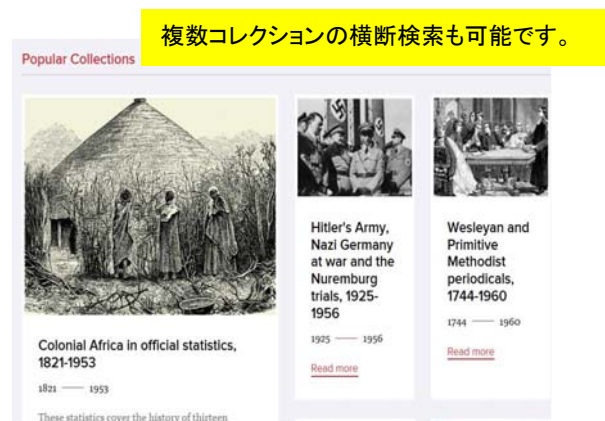 複数コレクションの横断検索も可能です。
Popular Collections
Colonial Africa in official statistics,
1821-1953
1821 — 1953
These statistics cover the history of thirteen
Hitler's Army,
Nazi Germany
at war and the
Nuremburg
trials, 1925-
1956
1925 — 1956
Read more
Wesleyan and
Primitive
Methodist
periodicals,
1744-1960
1744 — 1960
Read more